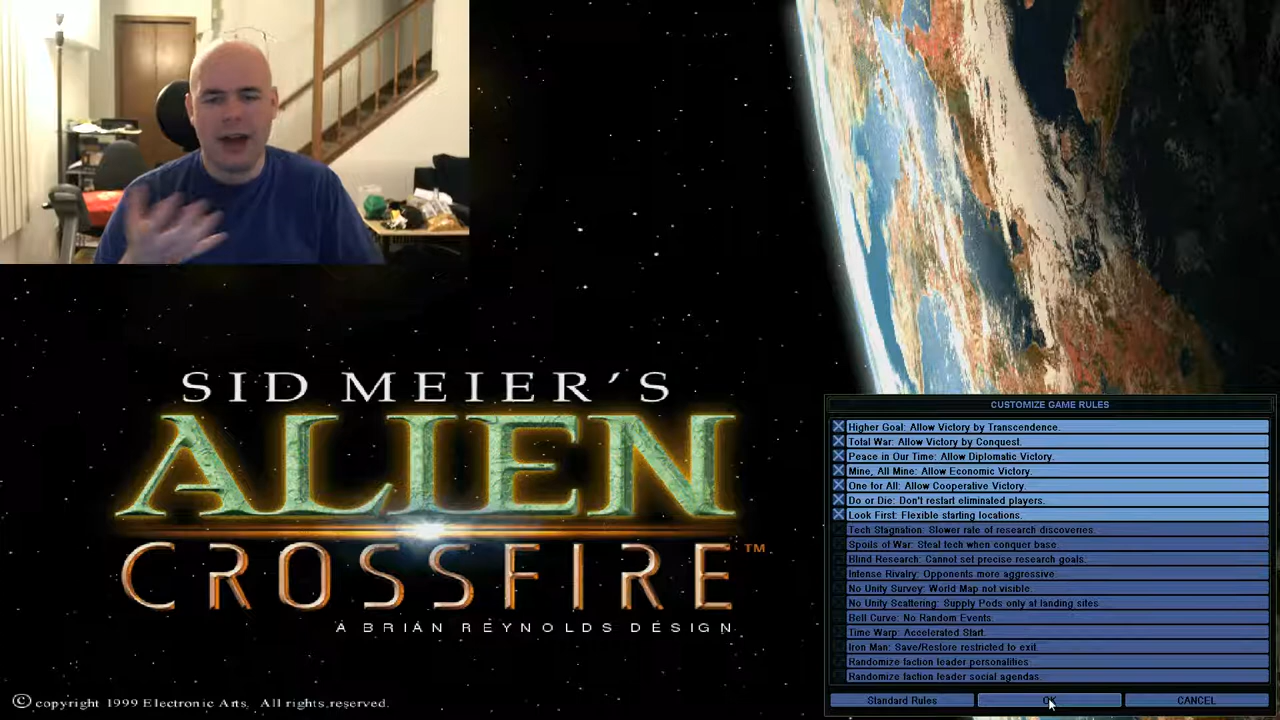 SID MEIER'S
ALIEN
CROSSFIRE™
A BRIAN REYNOLDS DESIGN
© copyright 1999 Electronic Arts, All rights reserved.
CUSTOMIZE GAME RULES
Higher Goal: Allow Victory by Transcendence.
Total War: Allow Victory by Conquest.
Peace in Our Time: Allow Diplomatic Victory.
Mine, All Mine: Allow Economic Victory.
One for All: Allow Cooperative Victory.
Do or Die: Don't restart eliminated players.
Look First: Flexible starting locations.
Tech Stagnation: Slower rate of research discoveries.
Spoils of War: Steal tech when conquer base.
Blind Research: Cannot set precise research goals.
Intense Rivalry: Opponents more aggressive.
No Unity Survey: World Map not visible.
No Unity Scattering: Supply Pods only at landing sites.
Bell Curve: No Random Events.
Time Warp: Accelerated Start.
Iron Man: Save/Restore restricted to exit.
Randomize faction leader personalities.
Randomize faction leader social agendas.
Standard Rules OK CANCEL